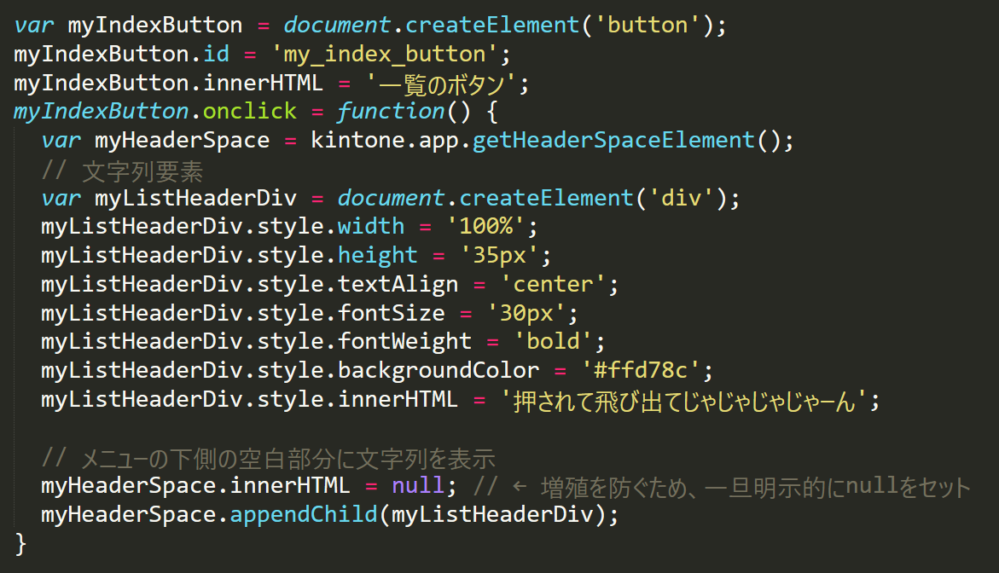 var myIndexButton = document.createElement('button');
myIndexButton.id = 'my_index_button';
myIndexButton.innerHTML = '一覧のボタン';
myIndexButton.onclick = function() {
  var myHeaderSpace = kintone.app.getHeaderSpaceElement();
  // 文字列要素
  var myListHeaderDiv = document.createElement('div');
  myListHeaderDiv.style.width = '100%';
  myListHeaderDiv.style.height = '35px';
  myListHeaderDiv.style.textAlign = 'center';
  myListHeaderDiv.style.fontSize = '30px';
  myListHeaderDiv.style.fontWeight = 'bold';
  myListHeaderDiv.style.backgroundColor = '#ffd78c';
  myListHeaderDiv.style.innerHTML = '押されて飛び出てじゃじゃじゃじゃーん';
  // メニューの下側の空白部分に文字列を表示
  myHeaderSpace.innerHTML = null; // ← 増殖を防ぐため、一旦明示的にnullをセット
  myHeaderSpace.appendChild(myListHeaderDiv);
}